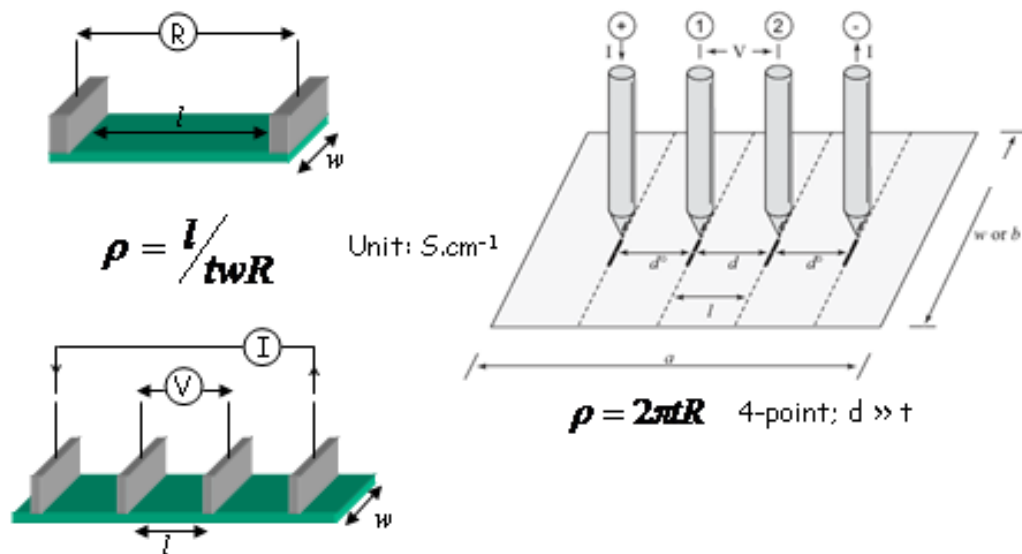 R
l
w
ρ = l/twR
Unit: S.cm⁻¹
I
V
l
w
+ 1 2 -
I V I
d° d d°
l
w or b
a
ρ = 2πtR 4-point; d >> t